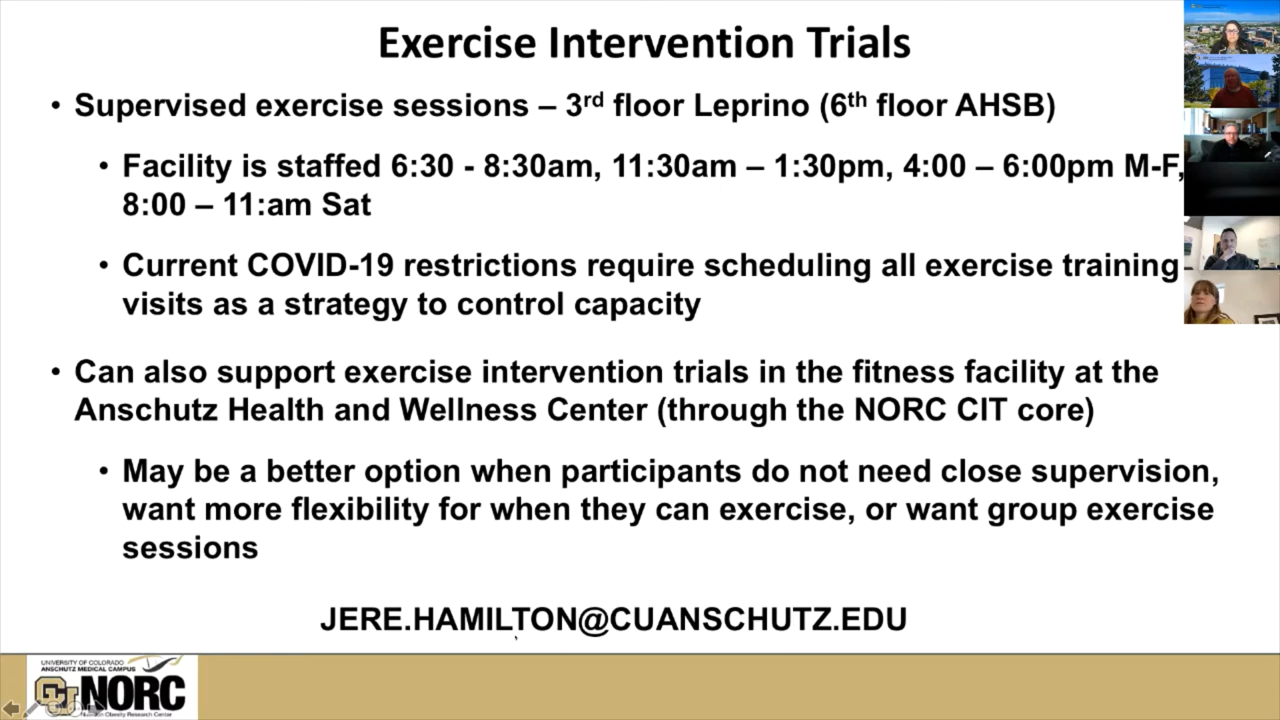 Exercise Intervention Trials
• Supervised exercise sessions – 3rd floor Leprino (6th floor AHSB)
• Facility is staffed 6:30 - 8:30am, 11:30am – 1:30pm, 4:00 – 6:00pm M-F,
8:00 – 11:am Sat
• Current COVID-19 restrictions require scheduling all exercise training
visits as a strategy to control capacity
• Can also support exercise intervention trials in the fitness facility at the
Anschutz Health and Wellness Center (through the NORC CIT core)
• May be a better option when participants do not need close supervision,
want more flexibility for when they can exercise, or want group exercise
sessions
JERE.HAMILTON@CUANSCHUTZ.EDU
UNIVERSITY OF COLORADO
ANSCHUTZ MEDICAL CAMPUS
CU NORC
Obesity Research Center